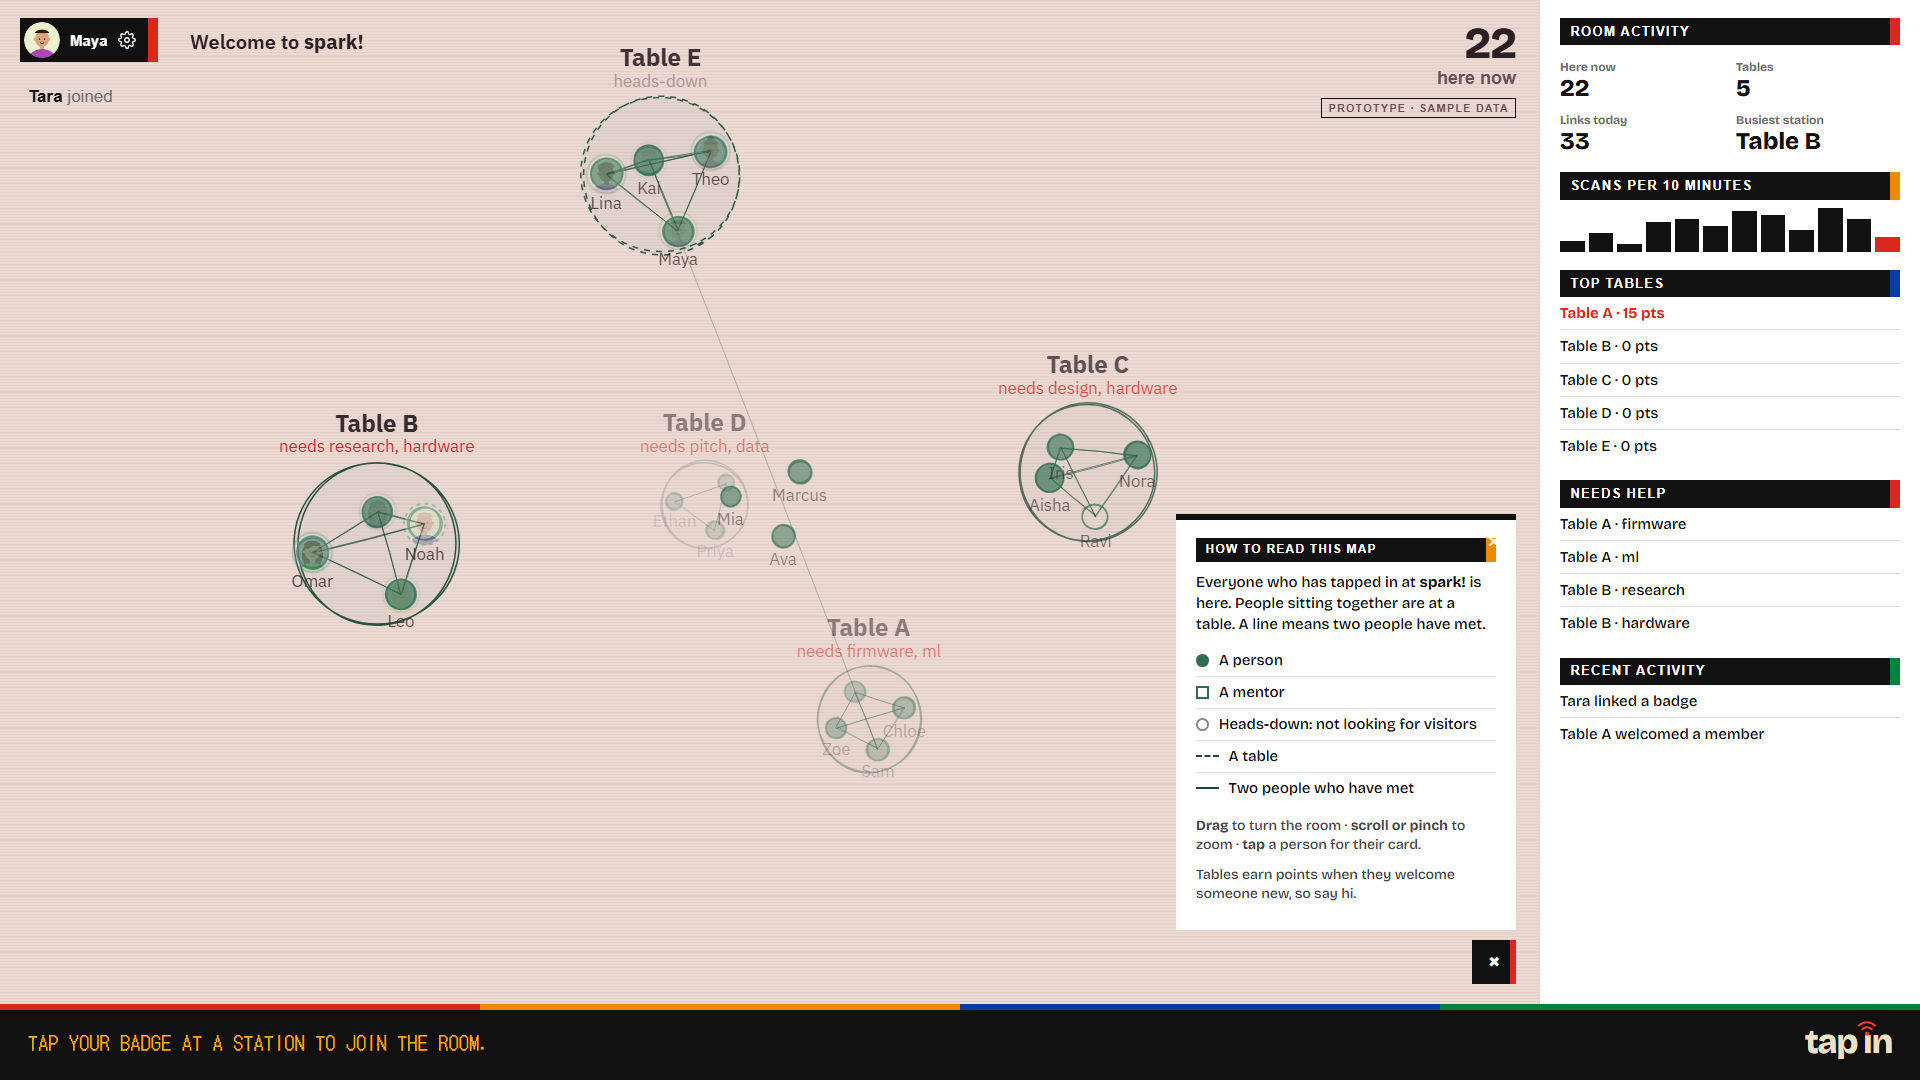 Maya
Welcome to spark!
Tara joined
22
here now
PROTOTYPE · SAMPLE DATA
Table E
heads-down
Lina
Kai
Theo
Maya
Table C
needs design, hardware
Iris
Nora
Aisha
Ravi
Table B
needs research, hardware
Noah
Omar
Leo
Table D
needs pitch, data
Marcus
Ethan
Mia
Priya
Ava
Table A
needs firmware, ml
Chloe
Zoe
Sam
HOW TO READ THIS MAP
Everyone who has tapped in at spark! is
here. People sitting together are at a
table. A line means two people have met.
A person
A mentor
Heads-down: not looking for visitors
A table
Two people who have met
Drag to turn the room · scroll or pinch to
zoom · tap a person for their card.
Tables earn points when they welcome
someone new, so say hi.
ROOM ACTIVITY
Here now
22
Tables
5
Links today
33
Busiest station
Table B
SCANS PER 10 MINUTES
TOP TABLES
Table A · 15 pts
Table B · 0 pts
Table C · 0 pts
Table D · 0 pts
Table E · 0 pts
NEEDS HELP
Table A · firmware
Table A · ml
Table B · research
Table B · hardware
RECENT ACTIVITY
Tara linked a badge
Table A welcomed a member
TAP YOUR BADGE AT A STATION TO JOIN THE ROOM.
tap in